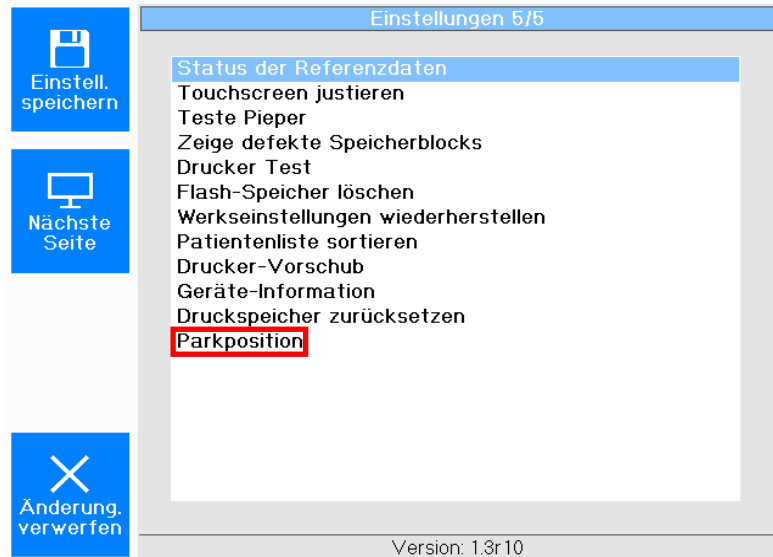 Einstellungen 5/5
Einstell.
speichern
Nächste
Seite
Änderung.
verwerfen
Status der Referenzdaten
Touchscreen justieren
Teste Pieper
Zeige defekte Speicherblocks
Drucker Test
Flash-Speicher löschen
Werkseinstellungen wiederherstellen
Patientenliste sortieren
Drucker-Vorschub
Geräte-Information
Druckspeicher zurücksetzen
Parkposition
Version: 1.3r10